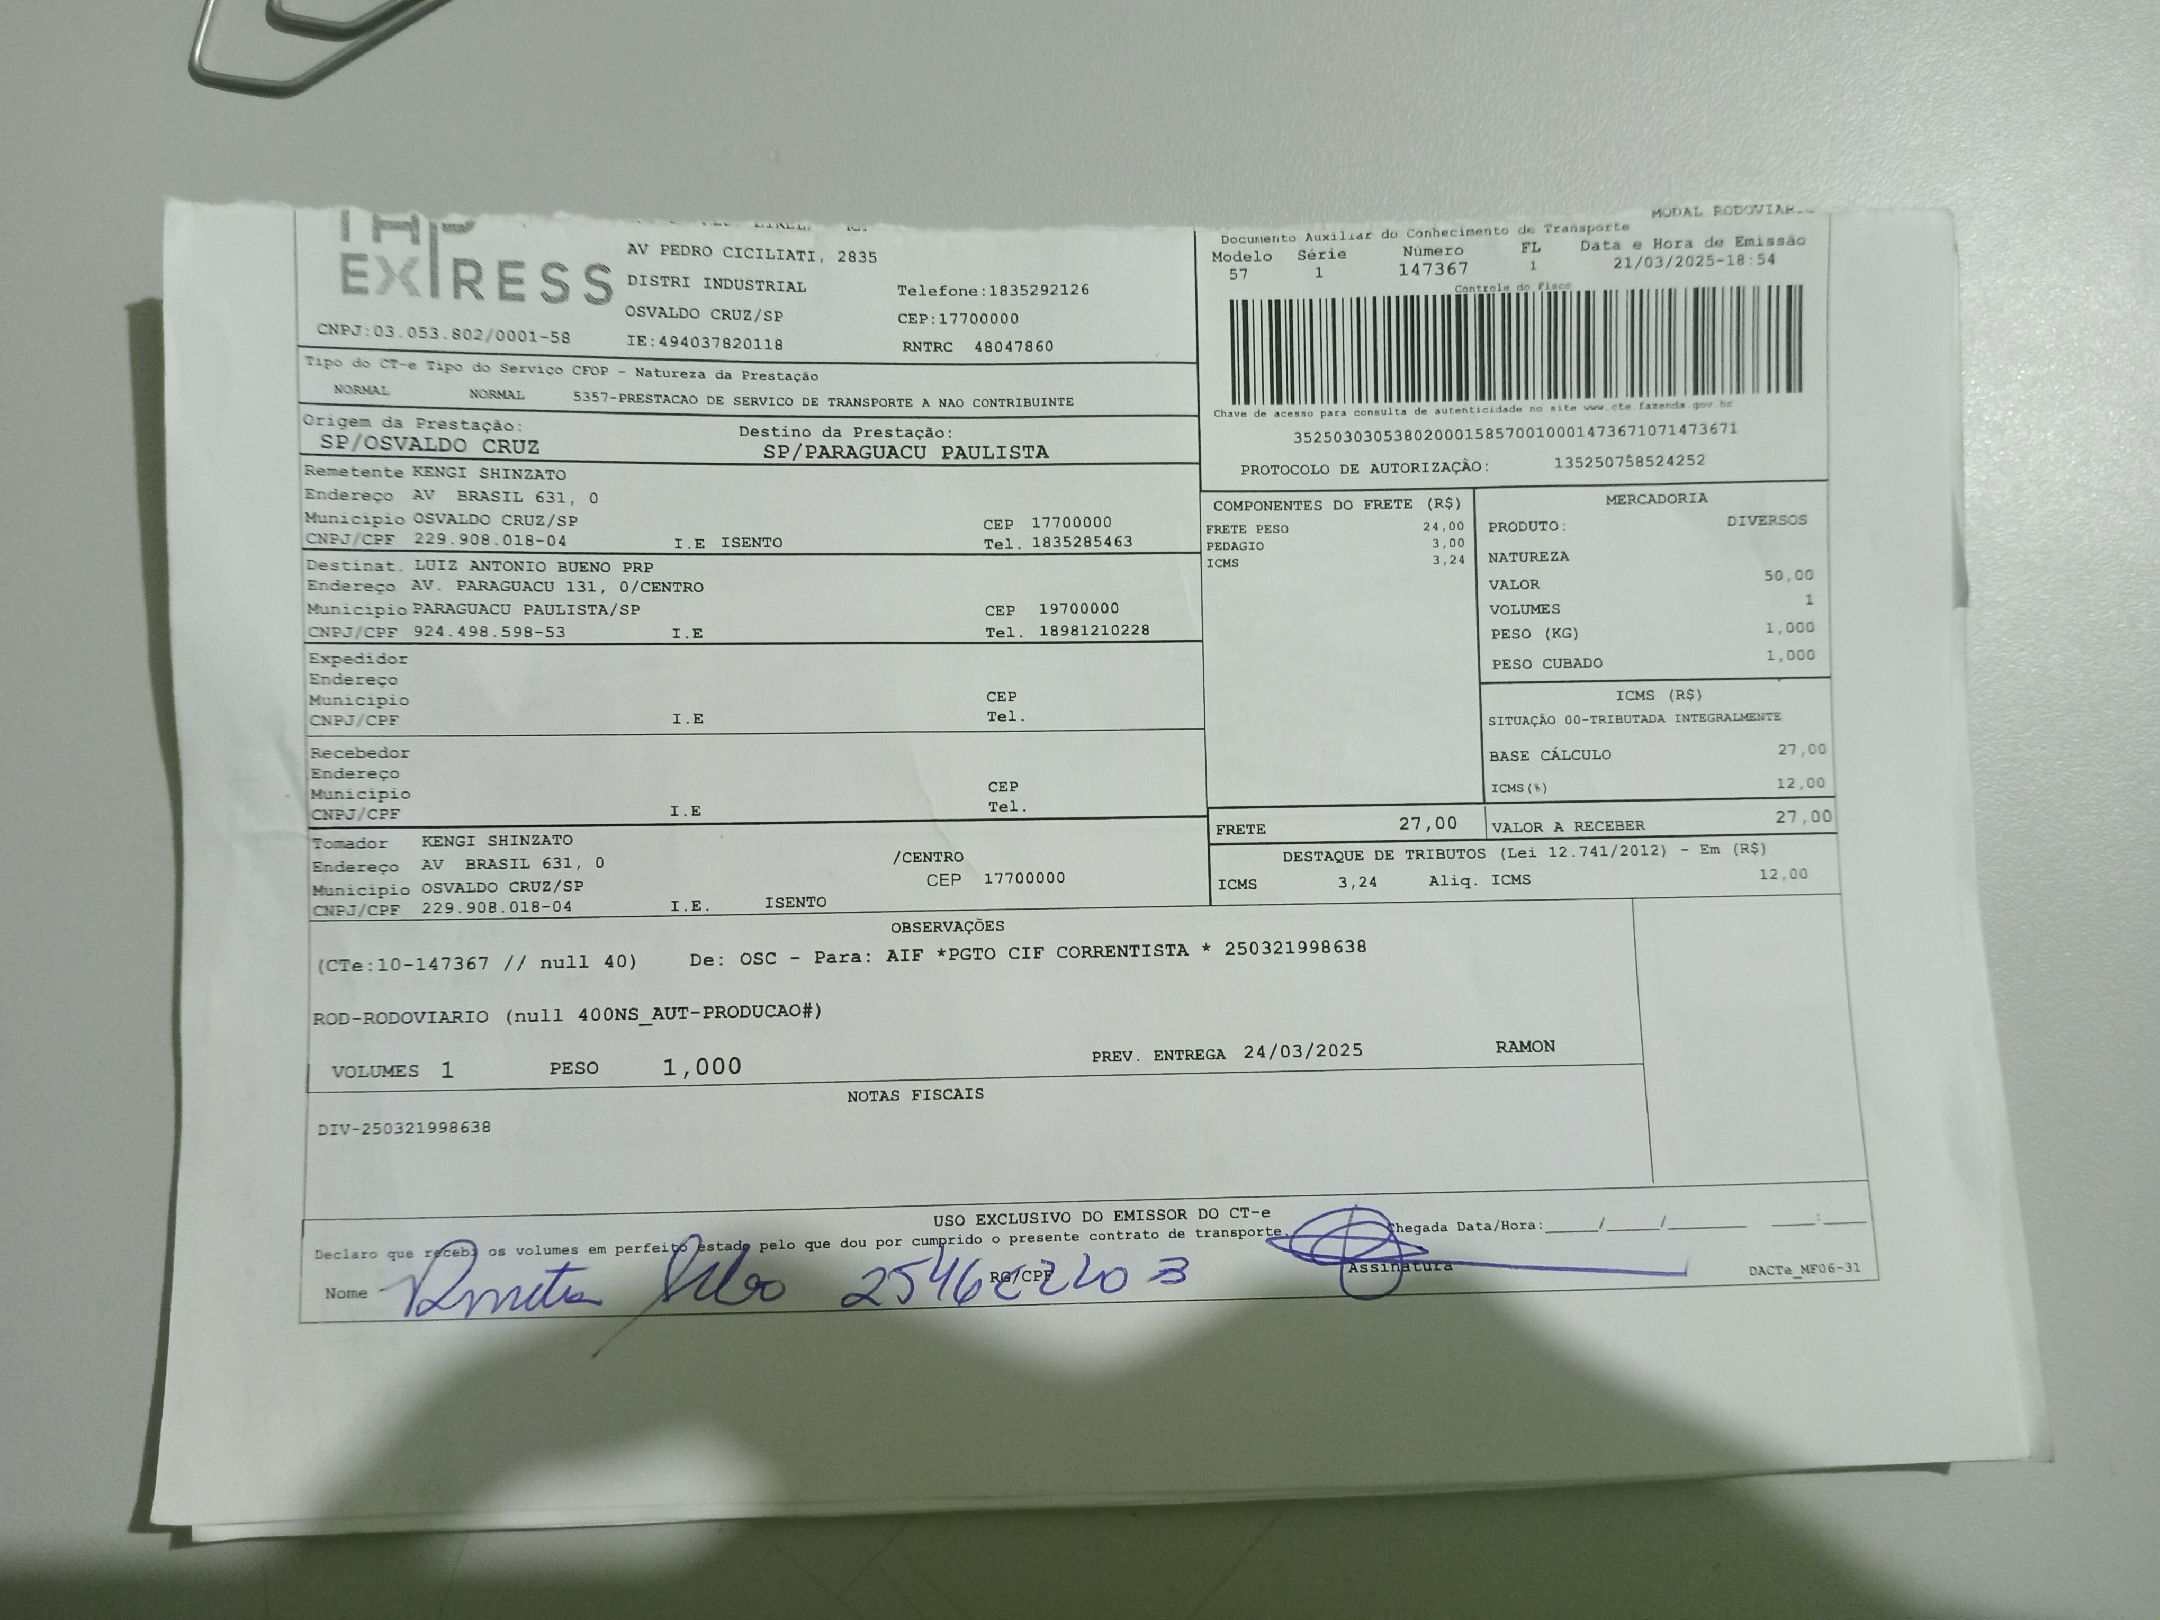 MODAL RODOVIAR
EXPRESS
AV PEDRO CICILIATI, 2835
DISTRI INDUSTRIAL
Telefone:1835292126
OSVALDO CRUZ/SP
CEP:17700000
CNPJ:03.053.802/0001-58
IE:494037820118
RNTRC 48047860
Documento Auxiliar do Conhecimento de Transporte
Modelo Série Número FL Data e Hora de Emissão
57 1 147367 1 21/03/2025-18:54
Controle do Fisco
Chave de acesso para consulta de autenticidade no site www.cte.fazenda.gov.br
35250303053802000158570010001473671071473671
PROTOCOLO DE AUTORIZAÇÃO: 135250758524252
Tipo do CT-e Tipo do Serviço CFOP - Natureza da Prestação
NORMAL NORMAL 5357-PRESTACAO DE SERVICO DE TRANSPORTE A NAO CONTRIBUINTE
Origem da Prestação: Destino da Prestação:
SP/OSVALDO CRUZ SP/PARAGUACU PAULISTA
Remetente KENGI SHINZATO
Endereço AV BRASIL 631, 0
Município OSVALDO CRUZ/SP CEP 17700000
CNPJ/CPF 229.908.018-04 I.E ISENTO Tel. 1835285463
Destinat. LUIZ ANTONIO BUENO PRP
Endereço AV. PARAGUACU 131, 0/CENTRO
Município PARAGUACU PAULISTA/SP CEP 19700000
CNPJ/CPF 924.498.598-53 I.E Tel. 18981210228
Expedidor
Endereço
Município CEP
CNPJ/CPF I.E Tel.
Recebedor
Endereço
Município CEP
CNPJ/CPF I.E Tel.
Tomador KENGI SHINZATO
Endereço AV BRASIL 631, 0 /CENTRO
Município OSVALDO CRUZ/SP CEP 17700000
CNPJ/CPF 229.908.018-04 I.E. ISENTO
COMPONENTES DO FRETE (R$)
FRETE PESO 24,00
PEDAGIO 3,00
ICMS 3,24
MERCADORIA
PRODUTO: DIVERSOS
NATUREZA
VALOR 50,00
VOLUMES 1
PESO (KG) 1,000
PESO CUBADO 1,000
ICMS (R$)
SITUAÇÃO 00-TRIBUTADA INTEGRALMENTE
BASE CÁLCULO 27,00
ICMS(%) 12,00
FRETE 27,00 VALOR A RECEBER 27,00
DESTAQUE DE TRIBUTOS (Lei 12.741/2012) - Em (R$)
ICMS 3,24 Aliq. ICMS 12,00
OBSERVAÇÕES
(CTe:10-147367 // null 40) De: OSC - Para: AIF *PGTO CIF CORRENTISTA * 250321998638
ROD-RODOVIARIO (null 400NS_AUT-PRODUCAO#)
VOLUMES 1 PESO 1,000 PREV. ENTREGA 24/03/2025 RAMON
NOTAS FISCAIS
DIV-250321998638
USO EXCLUSIVO DO EMISSOR DO CT-e
Declaro que recebi os volumes em perfeito estado pelo que dou por cumprido o presente contrato de transporte. Chegada Data/Hora:_____/_____/_______ ____:____
Nome RG/CPF Assinatura DACTe_MF06-31